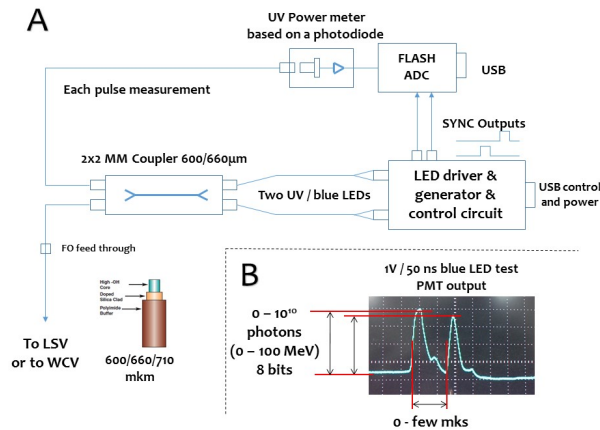 A
UV Power meter
based on a photodiode
FLASH
ADC
USB
Each pulse measurement
SYNC Outputs
2x2 MM Coupler 600/660µm
Two UV / blue LEDs
LED driver &
generator &
control circuit
USB control
and power
FO feed through
High -OH
Core
Doped
Silica Clad
Polyimide
Buffer
To LSV
or to WCV
600/660/710
mkm
B
1V / 50 ns blue LED test
PMT output
0 – 10¹⁰
photons
(0 – 100 MeV)
8 bits
0 - few mks